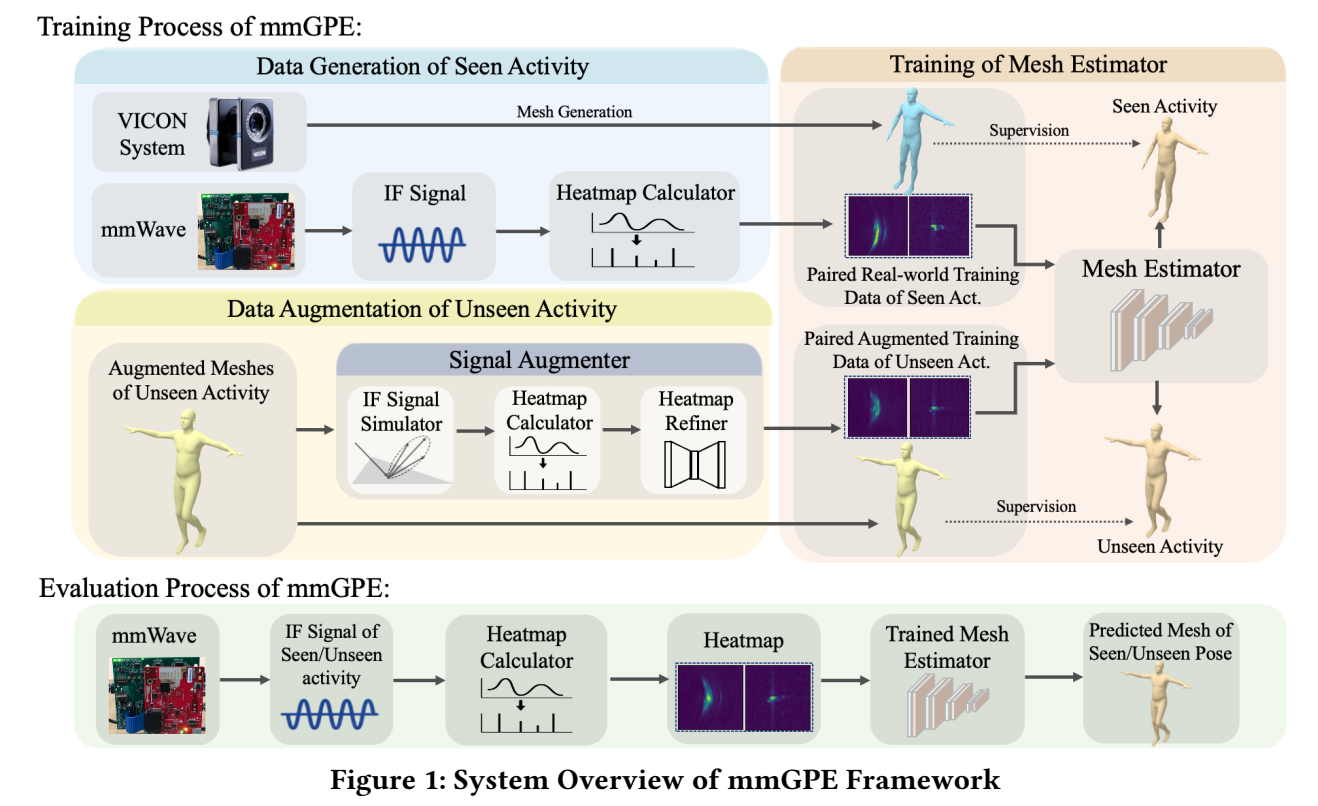 Training Process of mmGPE:
Data Generation of Seen Activity
VICON
System
VICON
Mesh Generation
mmWave
IF Signal
Heatmap Calculator
Training of Mesh Estimator
Supervision
Seen Activity
Paired Real-world Training
Data of Seen Act.
Mesh Estimator
Data Augmentation of Unseen Activity
Augmented Meshes
of Unseen Activity
Signal Augmenter
IF Signal
Simulator
Heatmap
Calculator
Heatmap
Refiner
Paired Augmented Training
Data of Unseen Act.
Supervision
Unseen Activity
Evaluation Process of mmGPE:
mmWave
IF Signal of
Seen/Unseen
activity
Heatmap
Calculator
Heatmap
Trained Mesh
Estimator
Predicted Mesh of
Seen/Unseen Pose
Figure 1: System Overview of mmGPE Framework